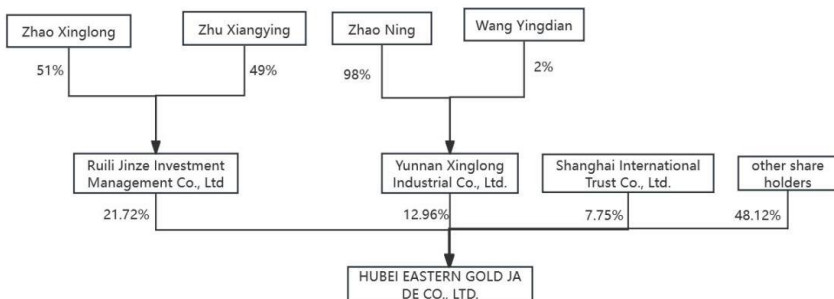 Zhao Xinglong
Zhu Xiangying
Zhao Ning
Wang Yingdian
51%
49%
98%
2%
Ruili Jinze Investment
Management Co., Ltd
Yunnan Xinglong
Industrial Co., Ltd.
Shanghai International
Trust Co., Ltd.
other share
holders
21.72%
12.96%
7.75%
48.12%
HUBEI EASTERN GOLD JA
DE CO., LTD.